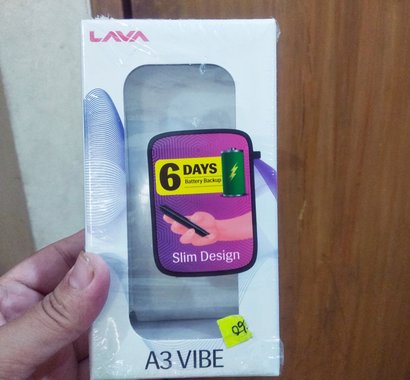 LAVA
6 DAYS
Battery Backup
Slim Design
A3 VIBE